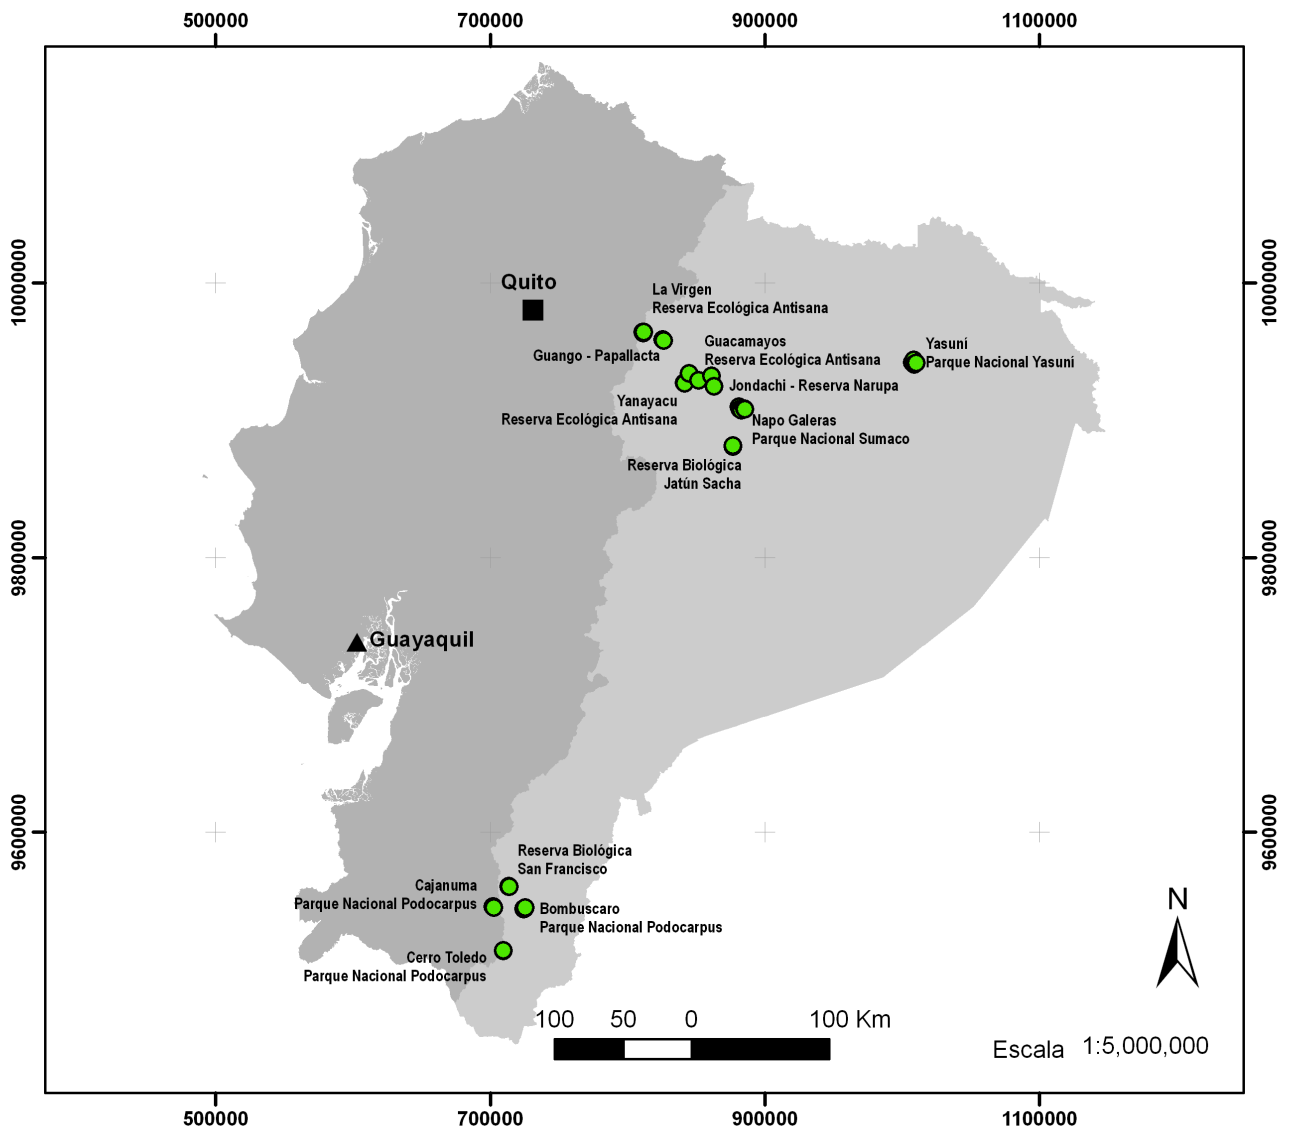 500000
700000
900000
1100000
10000000
10000000
Quito
La Virgen
Reserva Ecológica Antisana
Guango - Papallacta
Guacamayos
Reserva Ecológica Antisana
Yasuní
Parque Nacional Yasuní
Jondachi - Reserva Narupa
Yanayacu
Reserva Ecológica Antisana
Napo Galeras
Parque Nacional Sumaco
Reserva Biológica
Jatún Sacha
9800000
9800000
Guayaquil
9600000
9600000
Reserva Biológica
San Francisco
Cajanuma
Parque Nacional Podocarpus
Bombuscaro
Parque Nacional Podocarpus
Cerro Toledo
Parque Nacional Podocarpus
N
100 50 0 100 Km
Escala 1:5,000,000
500000
700000
900000
1100000